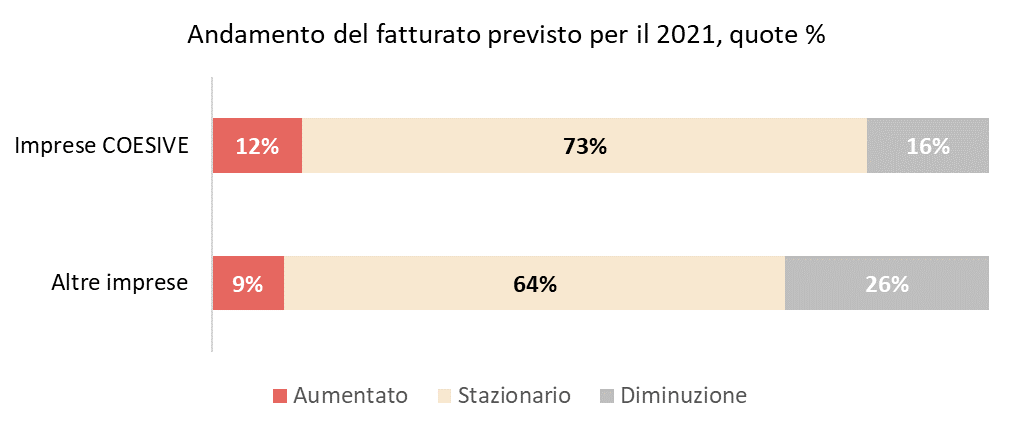 Andamento del fatturato previsto per il 2021, quote %
Imprese COESIVE
12%
73%
16%
Altre imprese
9%
64%
26%
Aumentato
Stazionario
Diminuzione